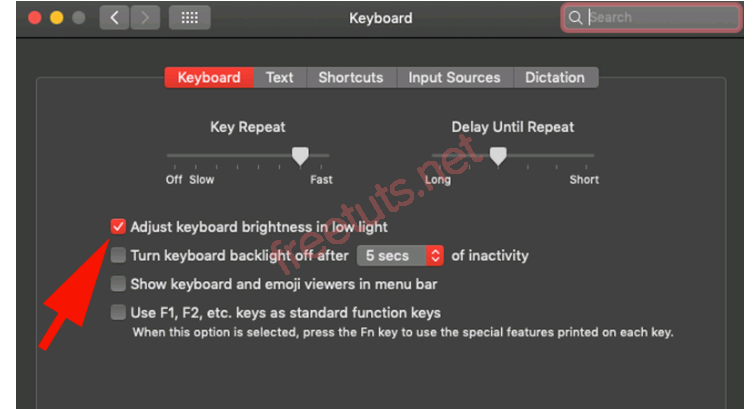 Keyboard
Search
Keyboard Text Shortcuts Input Sources Dictation
Key Repeat Delay Until Repeat
Off Slow Fast Long Short
Adjust keyboard brightness in low light
Turn keyboard backlight off after 5 secs of inactivity
Show keyboard and emoji viewers in menu bar
Use F1, F2, etc. keys as standard function keys
When this option is selected, press the Fn key to use the special features printed on each key.
freetuts.net